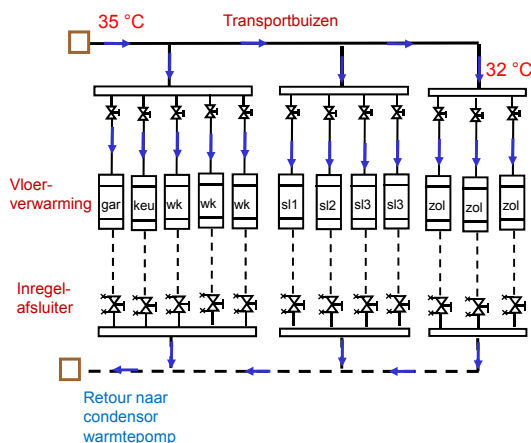 35 °C
Transportbuizen
32 °C
Vloer-
verwarming
gar keu wk wk wk sl1 sl2 sl3 sl3 zol zol zol
Inregel-
afsluiter
Retour naar
condensor
warmtepomp